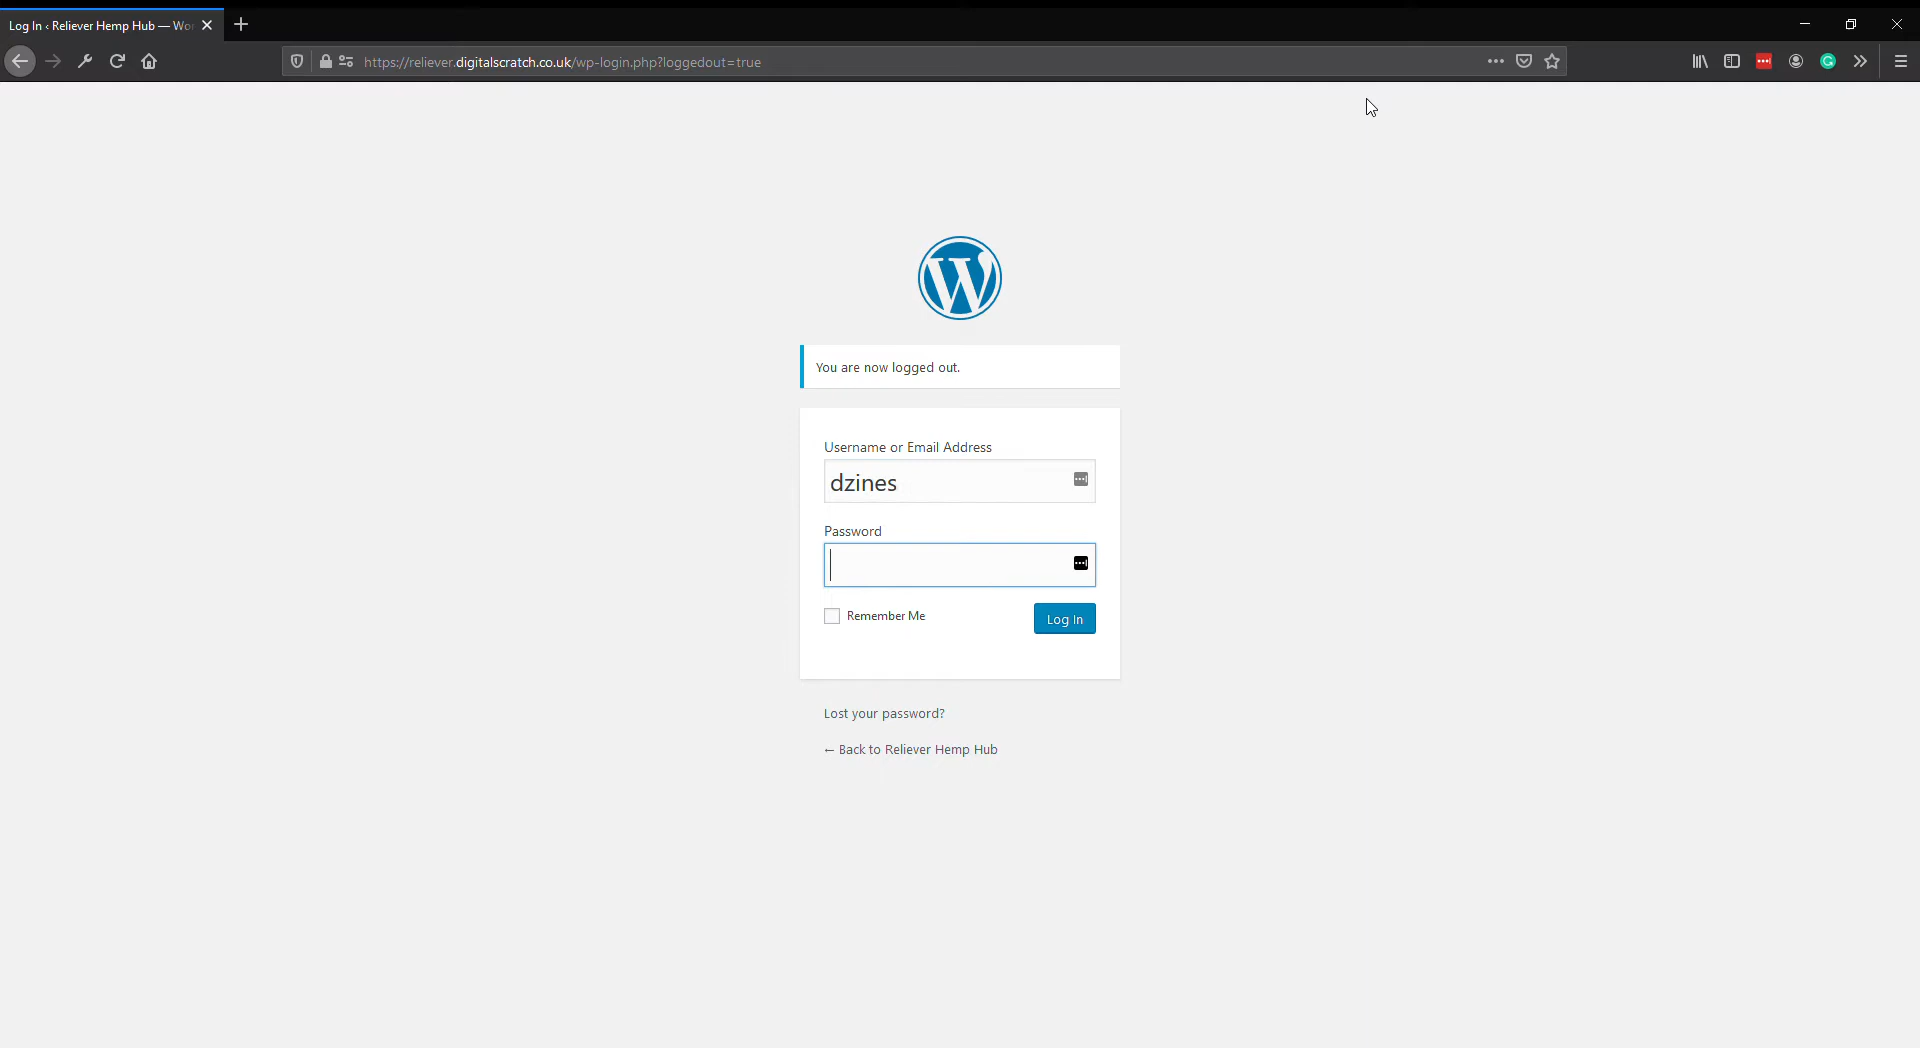 Log In ‹ Reliever Hemp Hub — Wo
https://reliever.digitalscratch.co.uk/wp-login.php?loggedout=true
You are now logged out.
Username or Email Address
dzines
Password
Remember Me
Log In
Lost your password?
← Back to Reliever Hemp Hub